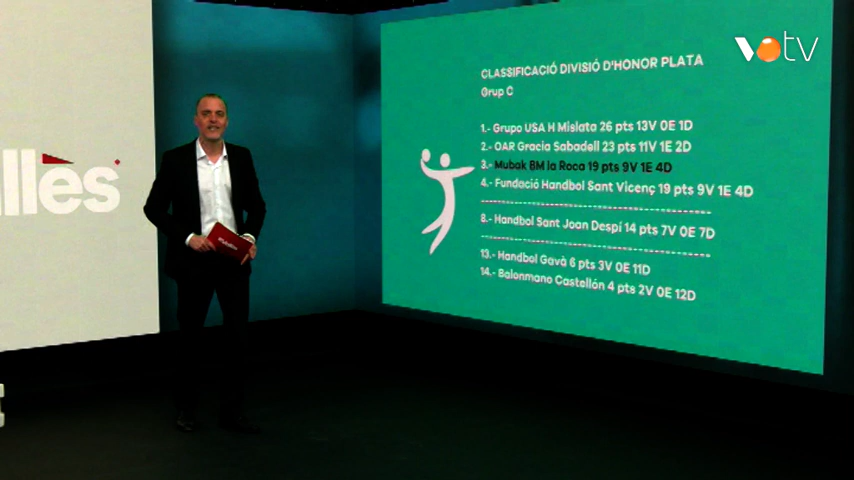 votv
llès
CLASSIFICACIÓ DIVISIÓ D'HONOR PLATA
Grup C
1.- Grupo USA H Mislata 26 pts 13V 0E 1D
2.- OAR Gracia Sabadell 23 pts 11V 1E 2D
3.- Mubak BM la Roca 19 pts 9V 1E 4D
4.- Fundació Handbol Sant Vicenç 19 pts 9V 1E 4D
8.- Handbol Sant Joan Despí 14 pts 7V 0E 7D
13.- Handbol Gavà 6 pts 3V 0E 11D
14.- Balonmano Castellón 4 pts 2V 0E 12D